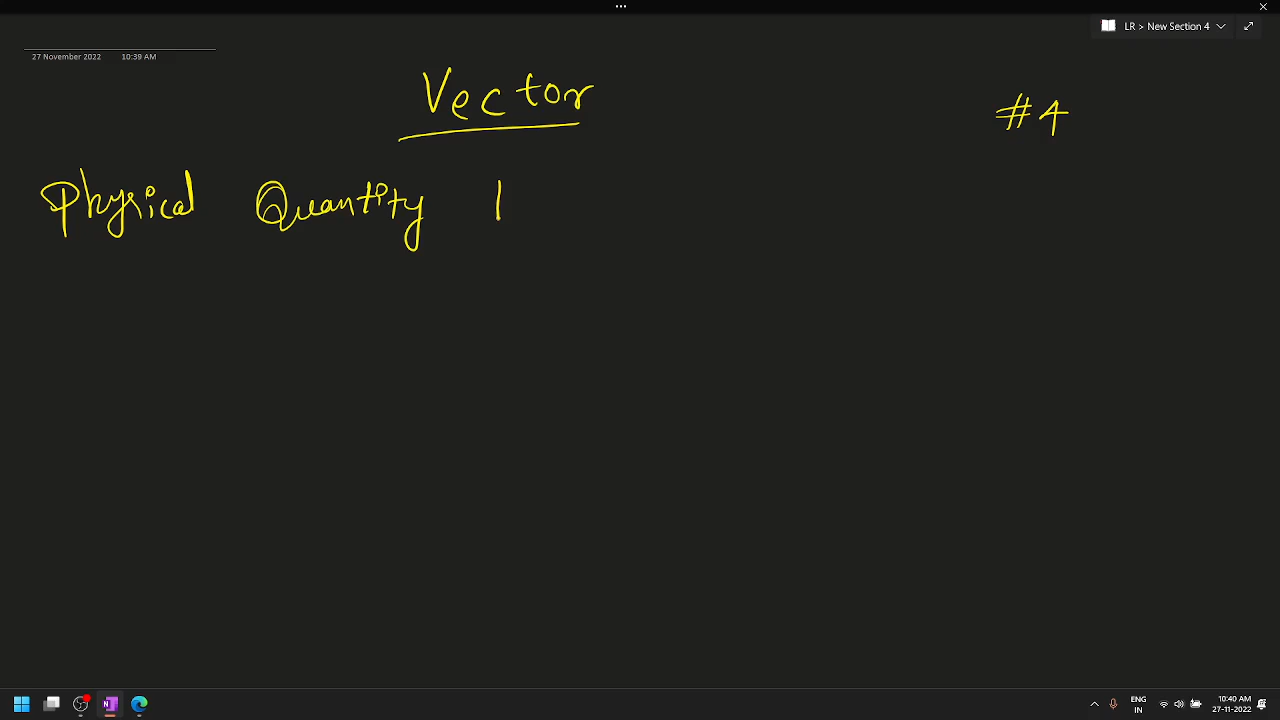 LR > New Section 4
27 November 2022 10:39 AM
Vector
#4
Physical Quantity
ENG
IN
10:40 AM
27-11-2022